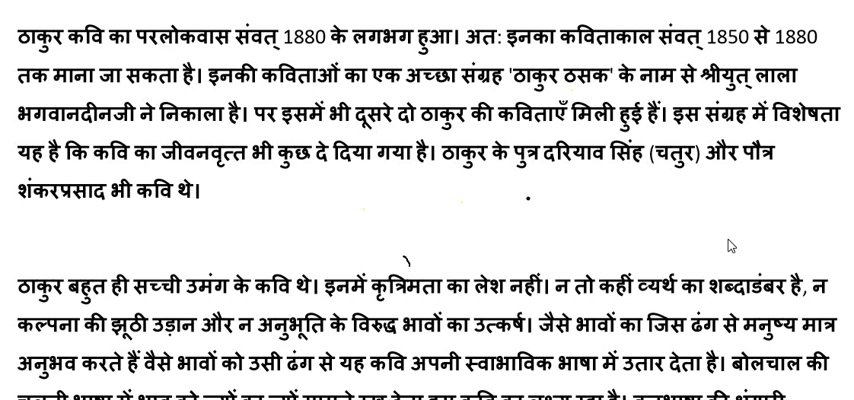 ठाकुर कवि का परलोकवास संवत् 1880 के लगभग हुआ। अत: इनका कविताकाल संवत् 1850 से 1880
तक माना जा सकता है। इनकी कविताओं का एक अच्छा संग्रह 'ठाकुर ठसक' के नाम से श्रीयुत् लाला
भगवानदीनजी ने निकाला है। पर इसमें भी दूसरे दो ठाकुर की कविताएँ मिली हुई हैं। इस संग्रह में विशेषता
यह है कि कवि का जीवनवृत्त भी कुछ दे दिया गया है। ठाकुर के पुत्र दरियाव सिंह (चतुर) और पौत्र
शंकरप्रसाद भी कवि थे।
ठाकुर बहुत ही सच्ची उमंग के कवि थे। इनमें कृत्रिमता का लेश नहीं। न तो कहीं व्यर्थ का शब्दाडंबर है, न
कल्पना की झूठी उड़ान और न अनुभूति के विरुद्ध भावों का उत्कर्ष। जैसे भावों का जिस ढंग से मनुष्य मात्र
अनुभव करते हैं वैसे भावों को उसी ढंग से यह कवि अपनी स्वाभाविक भाषा में उतार देता है। बोलचाल की